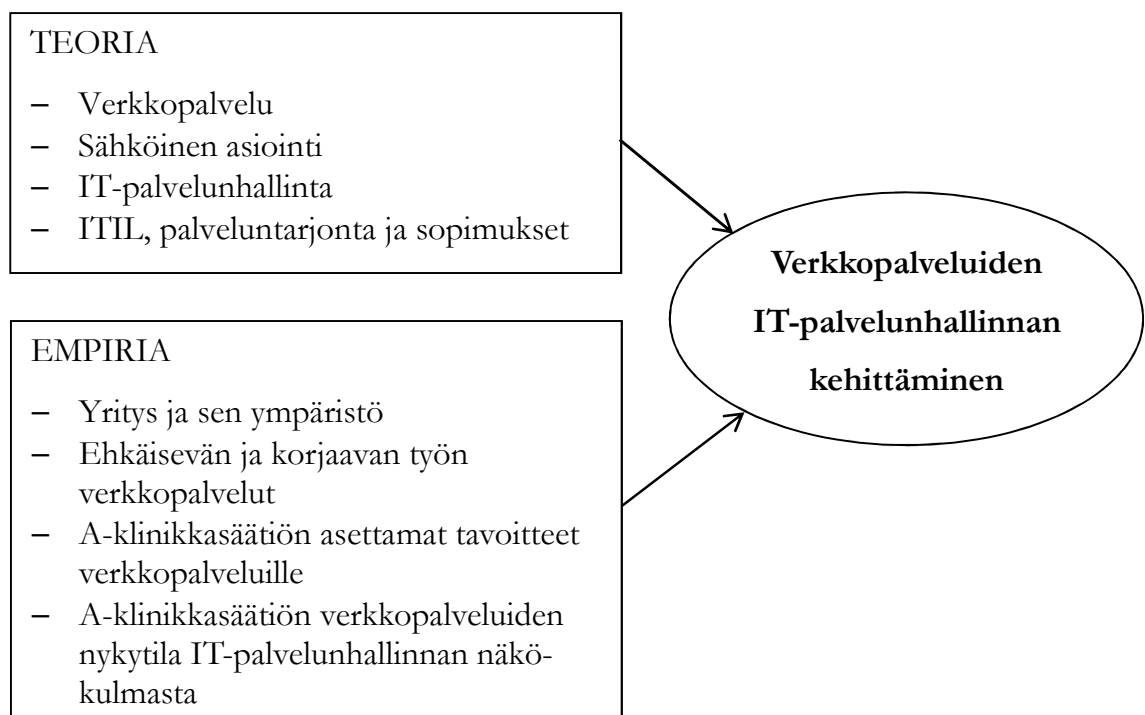 TEORIA
– Verkkopalvelu
– Sähköinen asiointi
– IT-palvelunhallinta
– ITIL, palveluntarjonta ja sopimukset
EMPIRIA
– Yritys ja sen ympäristö
– Ehkäisevän ja korjaavan työn
verkkopalvelut
– A-klinikkasäätiön asettamat tavoitteet
verkkopalveluille
– A-klinikkasäätiön verkkopalveluiden
nykytila IT-palvelunhallinnan näkö-
kulmasta
Verkkopalveluiden
IT-palvelunhallinnan
kehittäminen